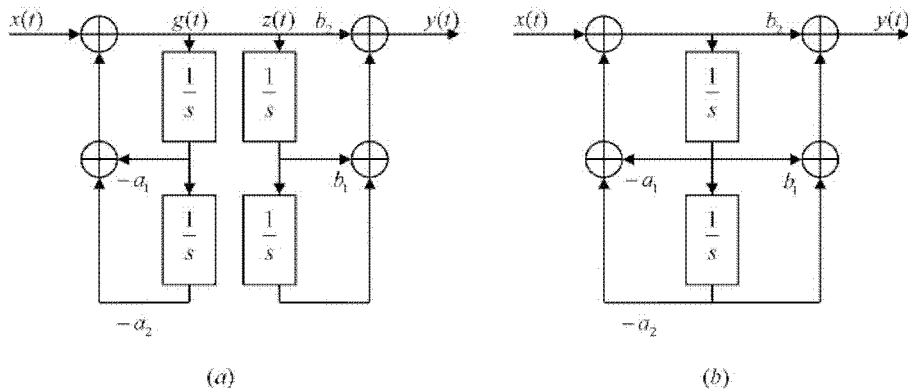 x(t) g(t) z(t) b₂ y(t) x(t) b₂ y(t)
1/s 1/s 1/s
-a₁ b₁ -a₁ b₁
1/s 1/s 1/s
-a₂ -a₂
(a) (b)